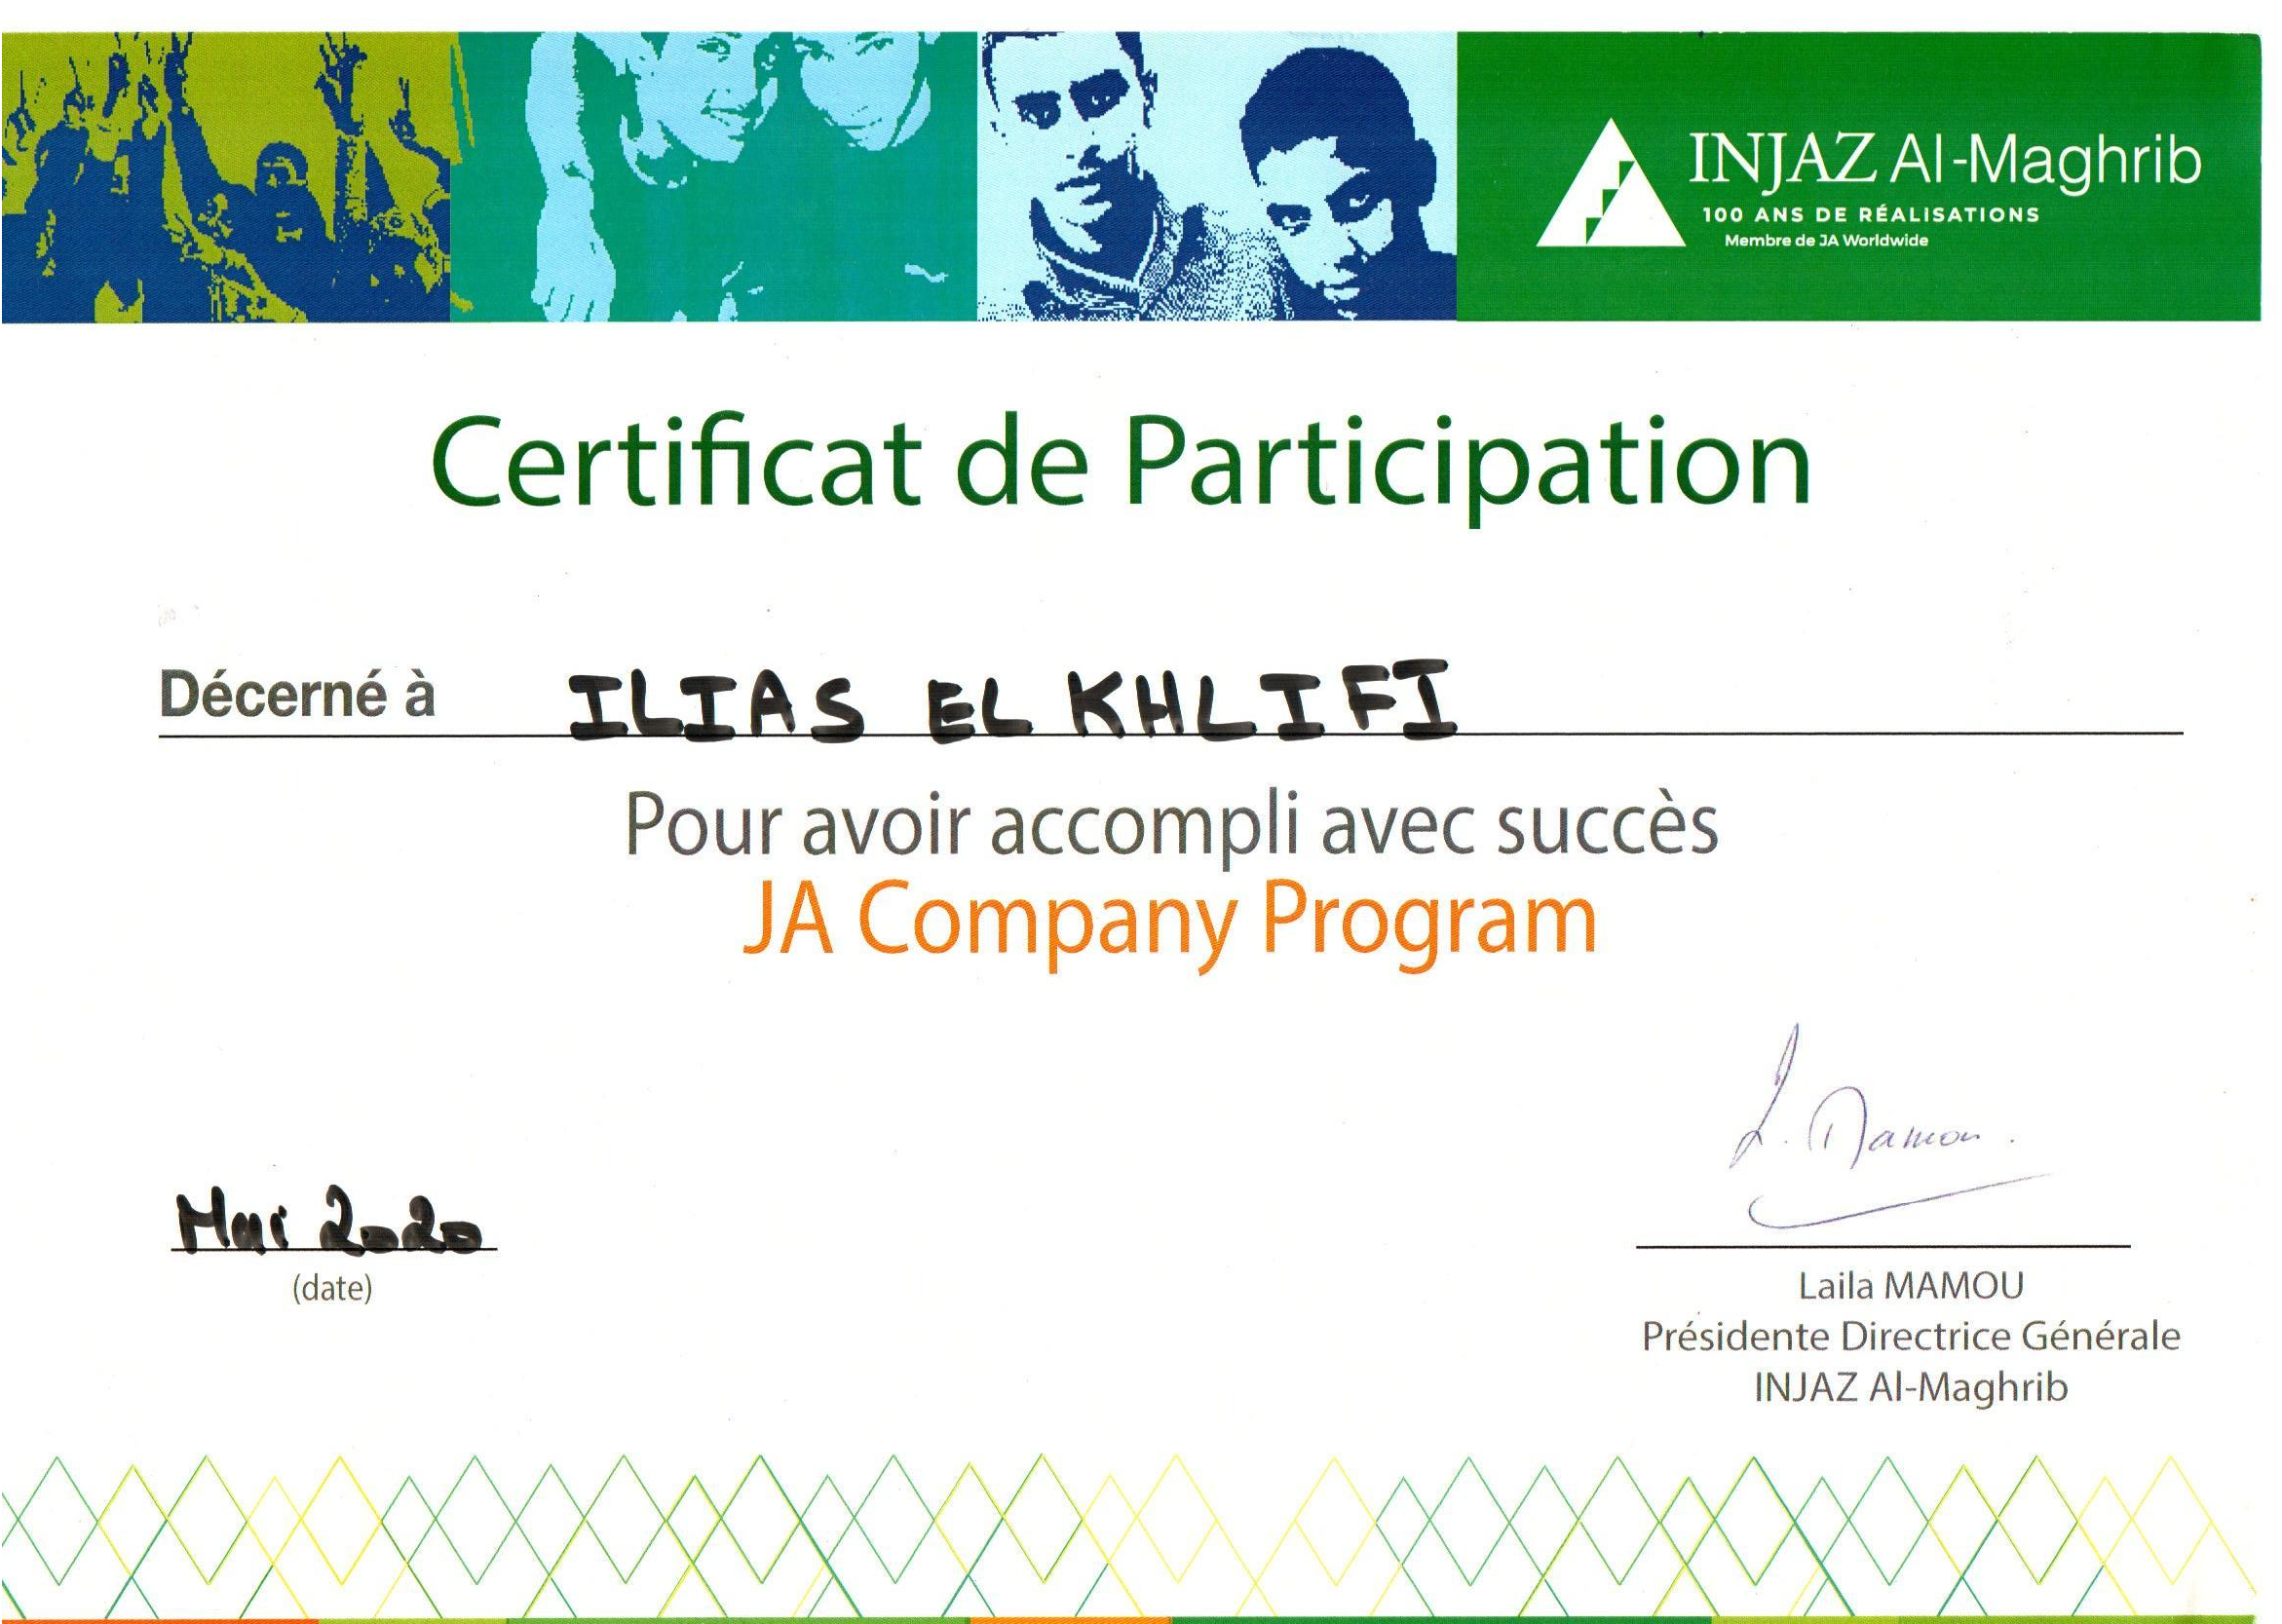 INJAZ Al-Maghrib
100 ANS DE RÉALISATIONS
Membre de JA Worldwide
Certificat de Participation
Décerné à ILIAS EL KHLIFI
Pour avoir accompli avec succès
JA Company Program
L. Mamou.
Mai 2020
(date)
Laila MAMOU
Présidente Directrice Générale
INJAZ Al-Maghrib